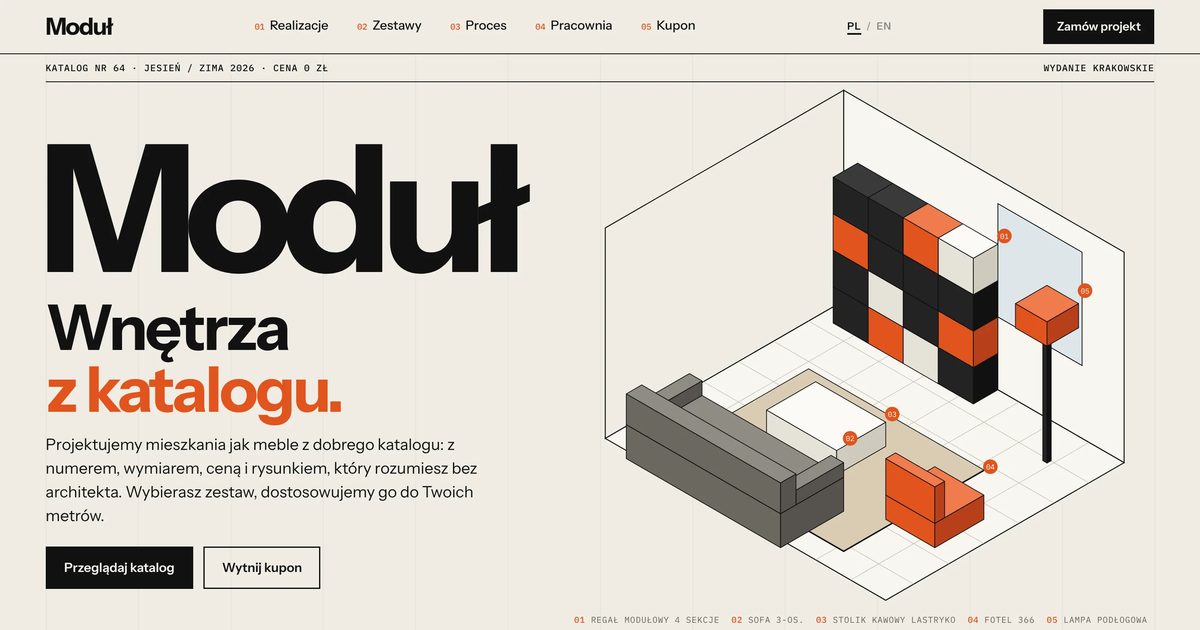 Moduł
01 Realizacje 02 Zestawy 03 Proces 04 Pracownia 05 Kupon
PL / EN
Zamów projekt
KATALOG NR 64 · JESIEŃ / ZIMA 2026 · CENA 0 ZŁ
WYDANIE KRAKOWSKIE
Moduł
Wnętrza
z katalogu.
Projektujemy mieszkania jak meble z dobrego katalogu: z
numerem, wymiarem, ceną i rysunkiem, który rozumiesz bez
architekta. Wybierasz zestaw, dostosowujemy go do Twoich
metrów.
Przeglądaj katalog
Wytnij kupon
01
05
03
02
04
01 REGAŁ MODUŁOWY 4 SEKCJE 02 SOFA 3-OS. 03 STOLIK KAWOWY LASTRYKO 04 FOTEL 366 05 LAMPA PODŁOGOWA